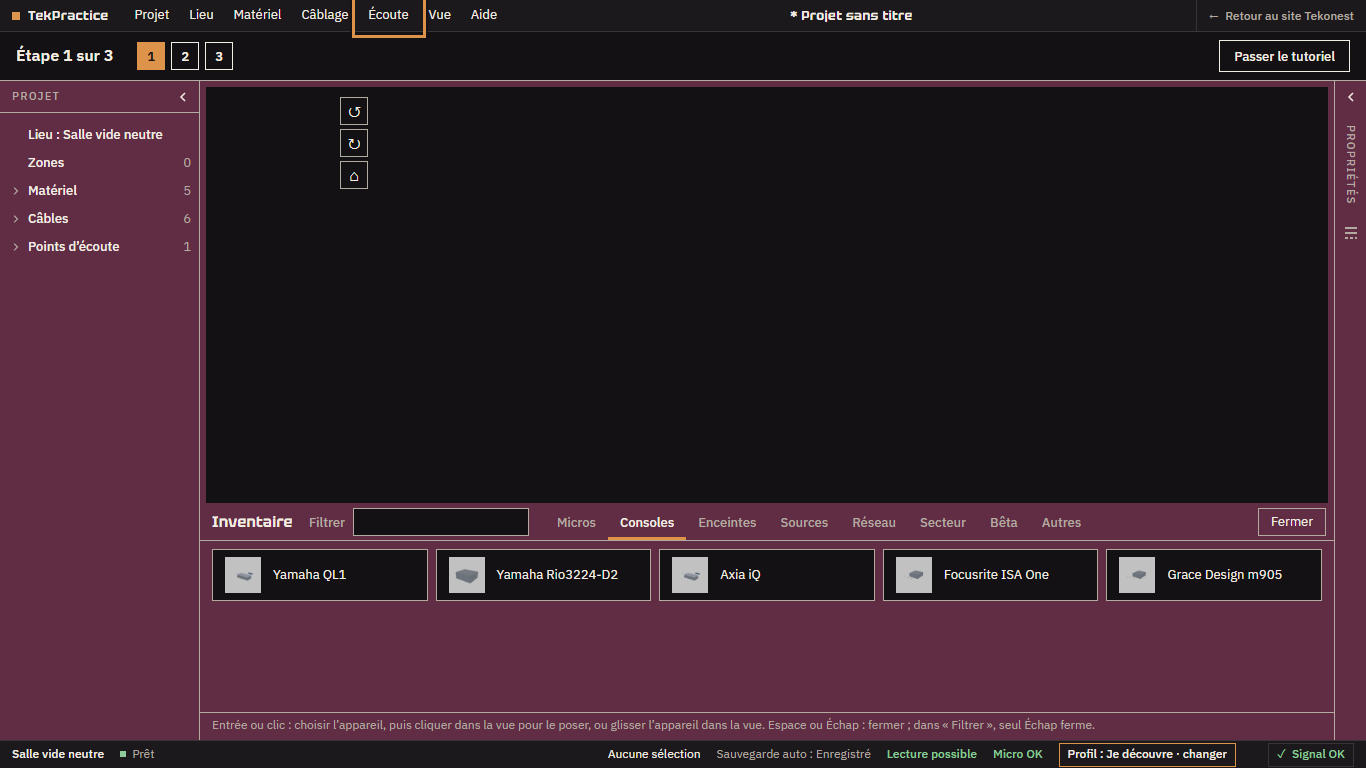 TekPractice Projet Lieu Matériel Câblage Écoute Vue Aide * Projet sans titre ← Retour au site Tekonest
Étape 1 sur 3 1 2 3 Passer le tutoriel
PROJET
Lieu : Salle vide neutre
Zones 0
Matériel 5
Câbles 6
Points d'écoute 1
PROPRIÉTÉS
Inventaire Filtrer Micros Consoles Enceintes Sources Réseau Secteur Bêta Autres Fermer
Yamaha QL1 Yamaha Rio3224-D2 Axia iQ Focusrite ISA One Grace Design m905
Entrée ou clic : choisir l'appareil, puis cliquer dans la vue pour le poser, ou glisser l'appareil dans la vue. Espace ou Échap : fermer ; dans « Filtrer », seul Échap ferme.
Salle vide neutre Prêt Aucune sélection Sauvegarde auto : Enregistré Lecture possible Micro OK Profil : Je découvre · changer ✓ Signal OK